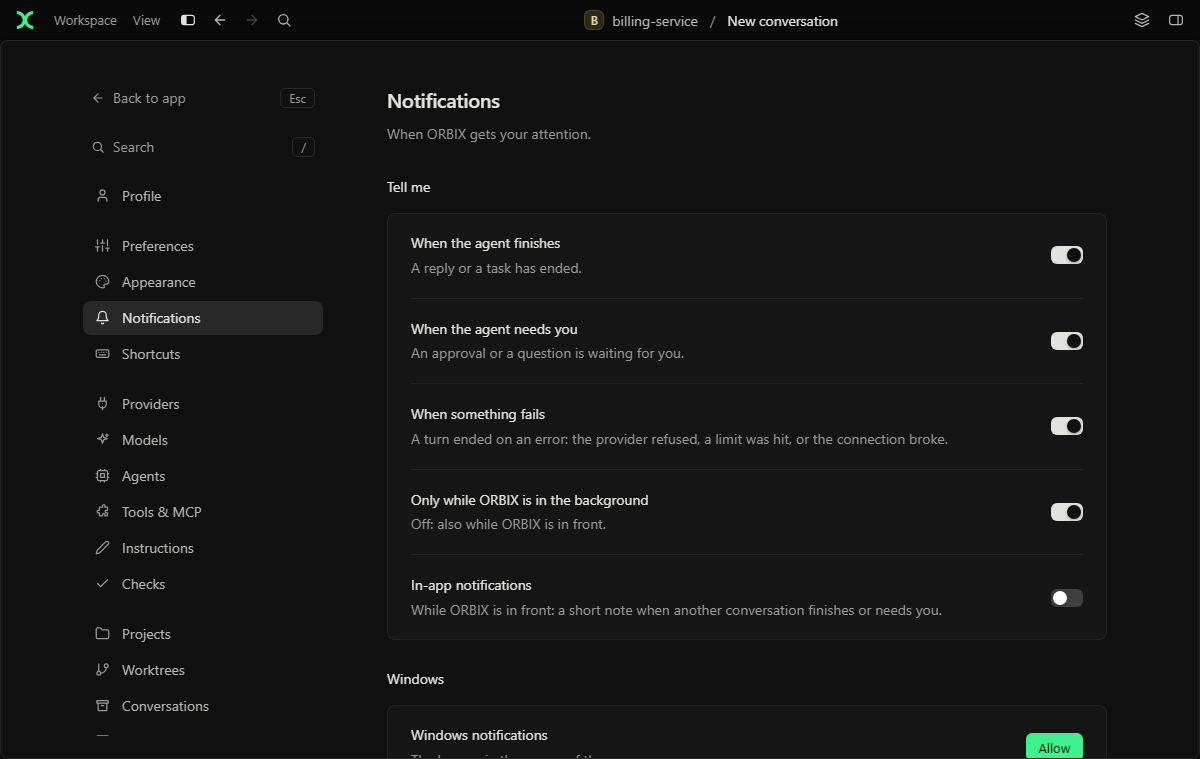 Workspace View
B billing-service / New conversation
Back to app Esc
Search /
Profile
Preferences
Appearance
Notifications
Shortcuts
Providers
Models
Agents
Tools & MCP
Instructions
Checks
Projects
Worktrees
Conversations
Notifications
When ORBIX gets your attention.
Tell me
When the agent finishes
A reply or a task has ended.
When the agent needs you
An approval or a question is waiting for you.
When something fails
A turn ended on an error: the provider refused, a limit was hit, or the connection broke.
Only while ORBIX is in the background
Off: also while ORBIX is in front.
In-app notifications
While ORBIX is in front: a short note when another conversation finishes or needs you.
Windows
Windows notifications
Allow